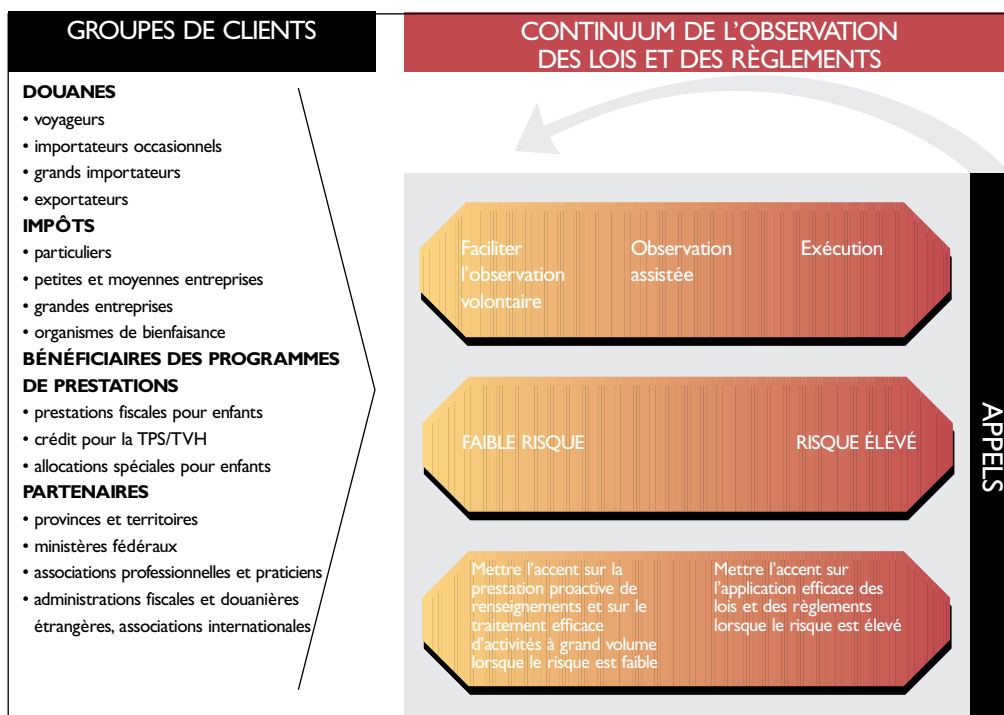 GROUPES DE CLIENTS
DOUANES
• voyageurs
• importateurs occasionnels
• grands importateurs
• exportateurs
IMPÔTS
• particuliers
• petites et moyennes entreprises
• grandes entreprises
• organismes de bienfaisance
BÉNÉFICIAIRES DES PROGRAMMES
DE PRESTATIONS
• prestations fiscales pour enfants
• crédit pour la TPS/TVH
• allocations spéciales pour enfants
PARTENAIRES
• provinces et territoires
• ministères fédéraux
• associations professionnelles et praticiens
• administrations fiscales et douanières
étrangères, associations internationales
CONTINUUM DE L'OBSERVATION
DES LOIS ET DES RÈGLEMENTS
Faciliter
l'observation
volontaire
Observation
assistée
Exécution
FAIBLE RISQUE
RISQUE ÉLÉVÉ
Mettre l'accent sur la
prestation proactive de
renseignements et sur le
traitement efficace
d'activités à grand volume
lorsque le risque est faible
Mettre l'accent sur
l'application efficace des
lois et des règlements
lorsque le risque est élevé
APPELS